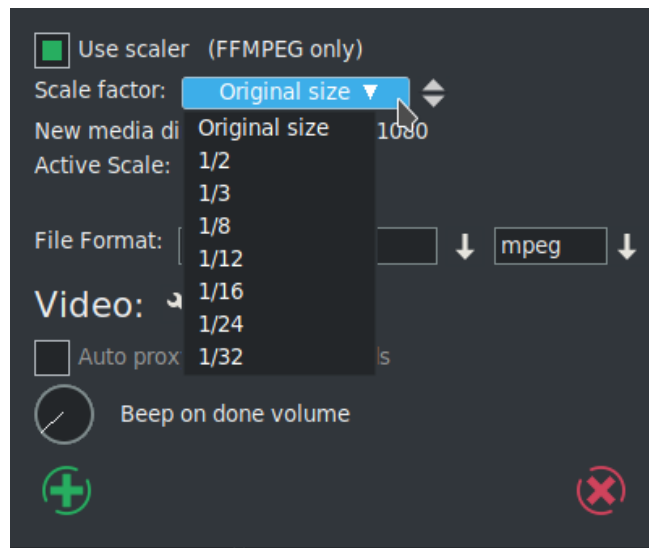 Use scaler (FFMPEG only)
Scale factor: Original size ▼
New media di 1080
Active Scale:
Original size
1/2
1/3
1/8
1/12
1/16
1/24
1/32
File Format: mpeg
Video:
Auto prox s
Beep on done volume